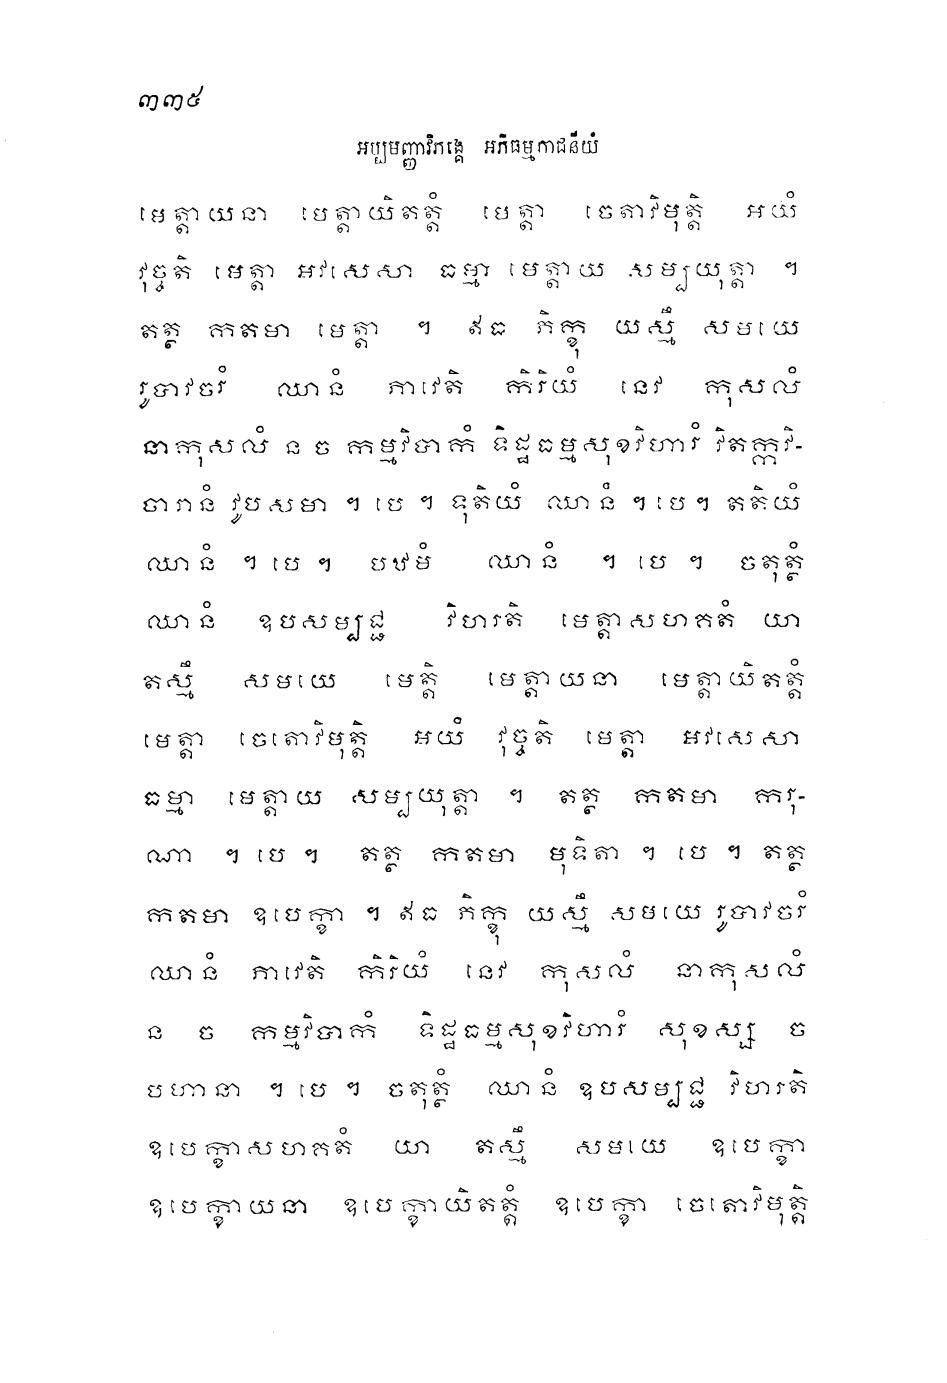 ៣៣៥
អប្បមញ្ញាវិភង្គេ អភិធម្មភាជនីយំ
មេត្តាយនា មេត្តាយិតត្តំ មេត្តា ចេតោវិមុត្តិ អយំ
វុច្ចតិ មេត្តា អវសេសា ធម្មា មេត្តាយ សម្បយុត្តា ។
តត្ថ កតមា មេត្តា ។ ឥធ ភិក្ខុ យស្មឹ សមយេ
រូបាវចរំ ឈានំ ភាវេតិ កិរិយំ នេវ កុសលំ
នាកុសលំ ន ច កម្មវិបាកំ ទិដ្ឋធម្មសុខវិហារំ វិតក្កវិ-
ចារានំ វូបសមា ។ បេ ។ ទុតិយំ ឈានំ ។ បេ ។ តតិយំ
ឈានំ ។ បេ ។ បឋមំ ឈានំ ។ បេ ។ ចតុត្ថំ
ឈានំ ឧបសម្បជ្ជ វិហរតិ មេត្តាសហគតំ យា
តស្មឹ សមយេ មេត្តិ មេត្តាយនា មេត្តាយិតត្តំ
មេត្តា ចេតោវិមុត្តិ អយំ វុច្ចតិ មេត្តា អវសេសា
ធម្មា មេត្តាយ សម្បយុត្តា ។ តត្ថ កតមា ករុ-
ណា ។ បេ ។ តត្ថ កតមា មុទិតា ។ បេ ។ តត្ថ
កតមា ឧបេក្ខា ។ ឥធ ភិក្ខុ យស្មឹ សមយេ រូបាវចរំ
ឈានំ ភាវេតិ កិរិយំ នេវ កុសលំ នាកុសលំ
ន ច កម្មវិបាកំ ទិដ្ឋធម្មសុខវិហារំ សុខស្ស ច
បហានា ។ បេ ។ ចតុត្ថំ ឈានំ ឧបសម្បជ្ជ វិហរតិ
ឧបេក្ខាសហគតំ យា តស្មឹ សមយេ ឧបេក្ខា
ឧបេក្ខាយនា ឧបេក្ខាយិតត្តំ ឧបេក្ខា ចេតោវិមុត្តិ